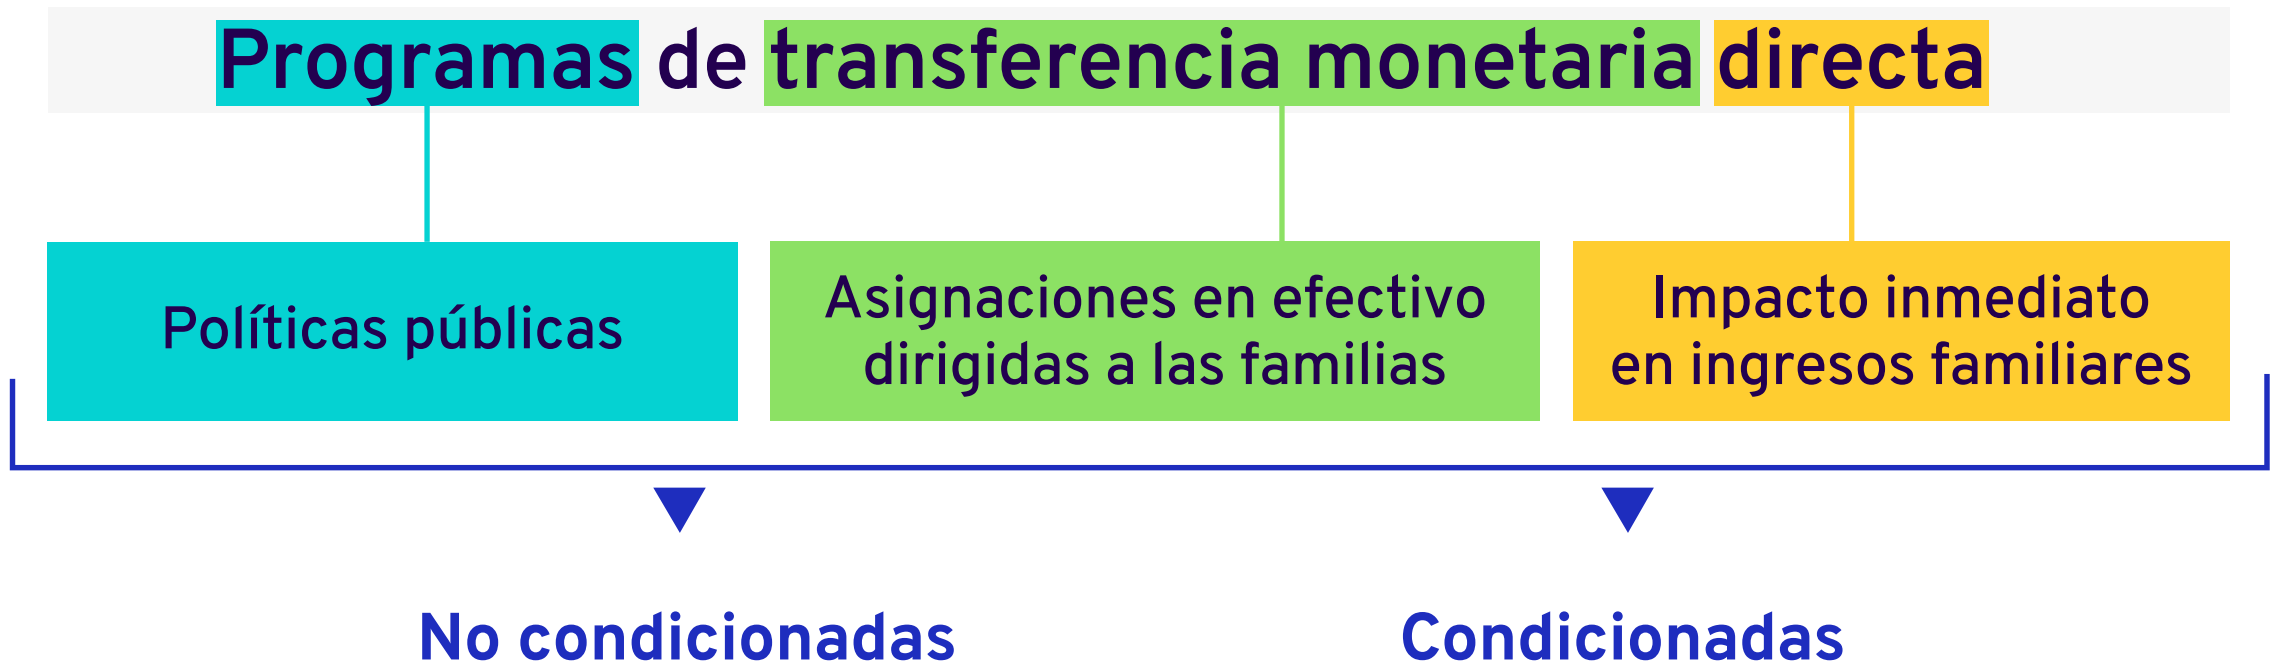 Programas de transferencia monetaria directa
Políticas públicas
Asignaciones en efectivo
dirigidas a las familias
Impacto inmediato
en ingresos familiares
No condicionadas
Condicionadas